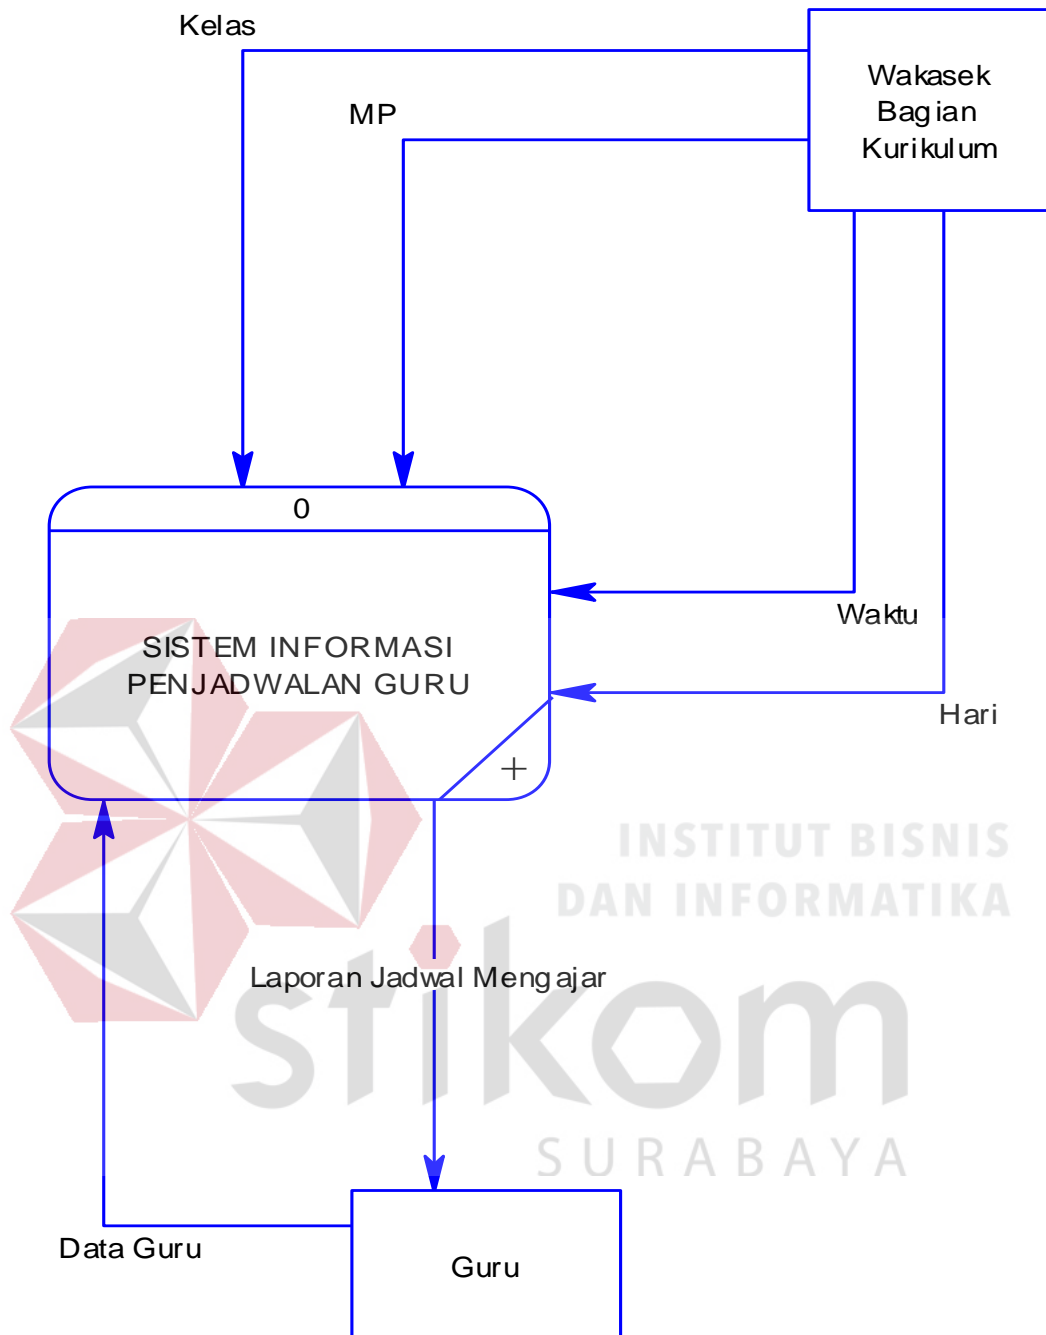 Kelas
Wakasek
Bagian
Kurikulum
MP
0
SISTEM INFORMASI
PENJADWALAN GURU
Waktu
Hari
+
INSTITUT BISNIS
DAN INFORMATIKA
Laporan Jadwal Mengajar
stikom
SURABAYA
Data Guru
Guru